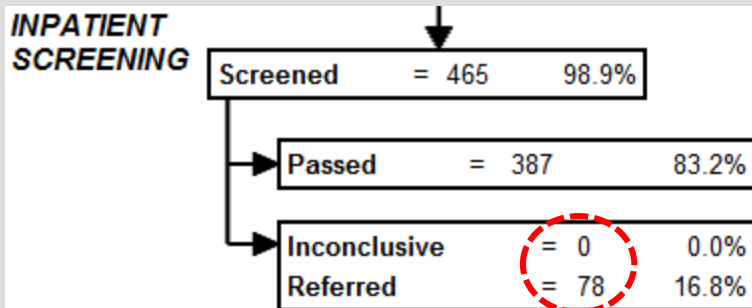 INPATIENT
SCREENING
Screened = 465 98.9%
Passed = 387 83.2%
Inconclusive = 0 0.0%
Referred = 78 16.8%